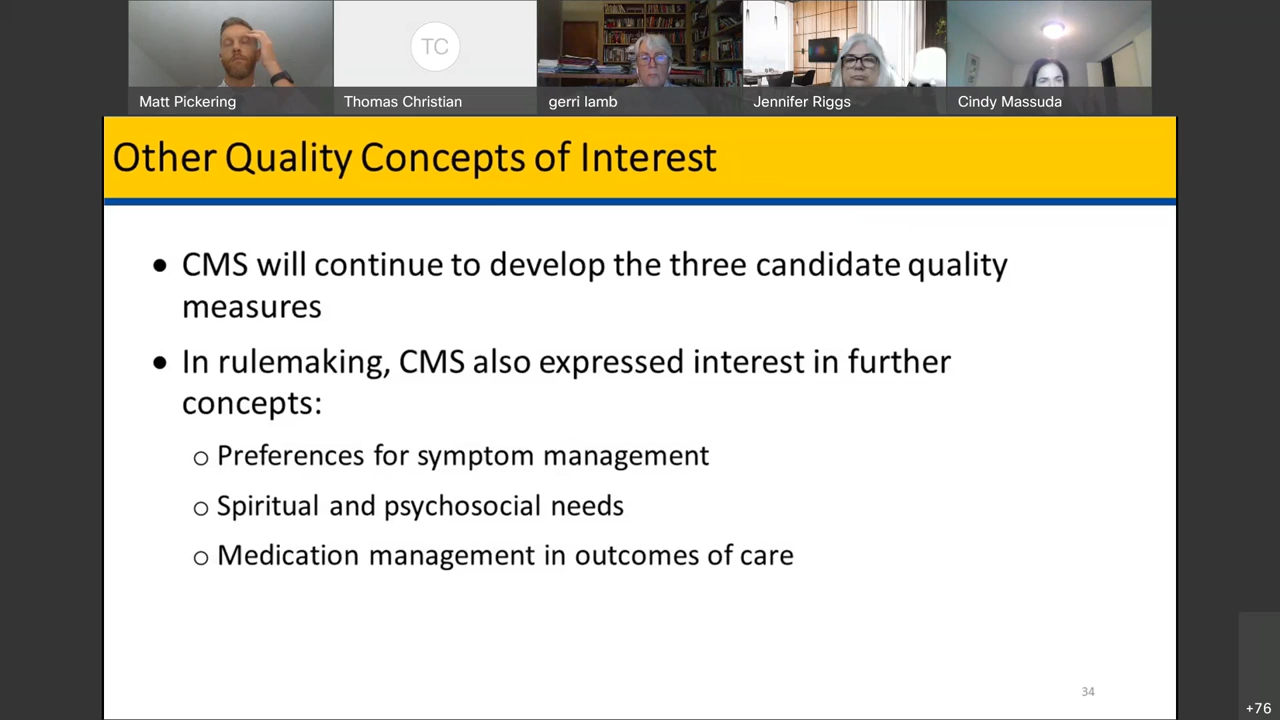 TC
Matt Pickering
Thomas Christian
gerri lamb
Jennifer Riggs
Cindy Massuda
Other Quality Concepts of Interest
• CMS will continue to develop the three candidate quality
measures
• In rulemaking, CMS also expressed interest in further
concepts:
o Preferences for symptom management
o Spiritual and psychosocial needs
o Medication management in outcomes of care
34
+76